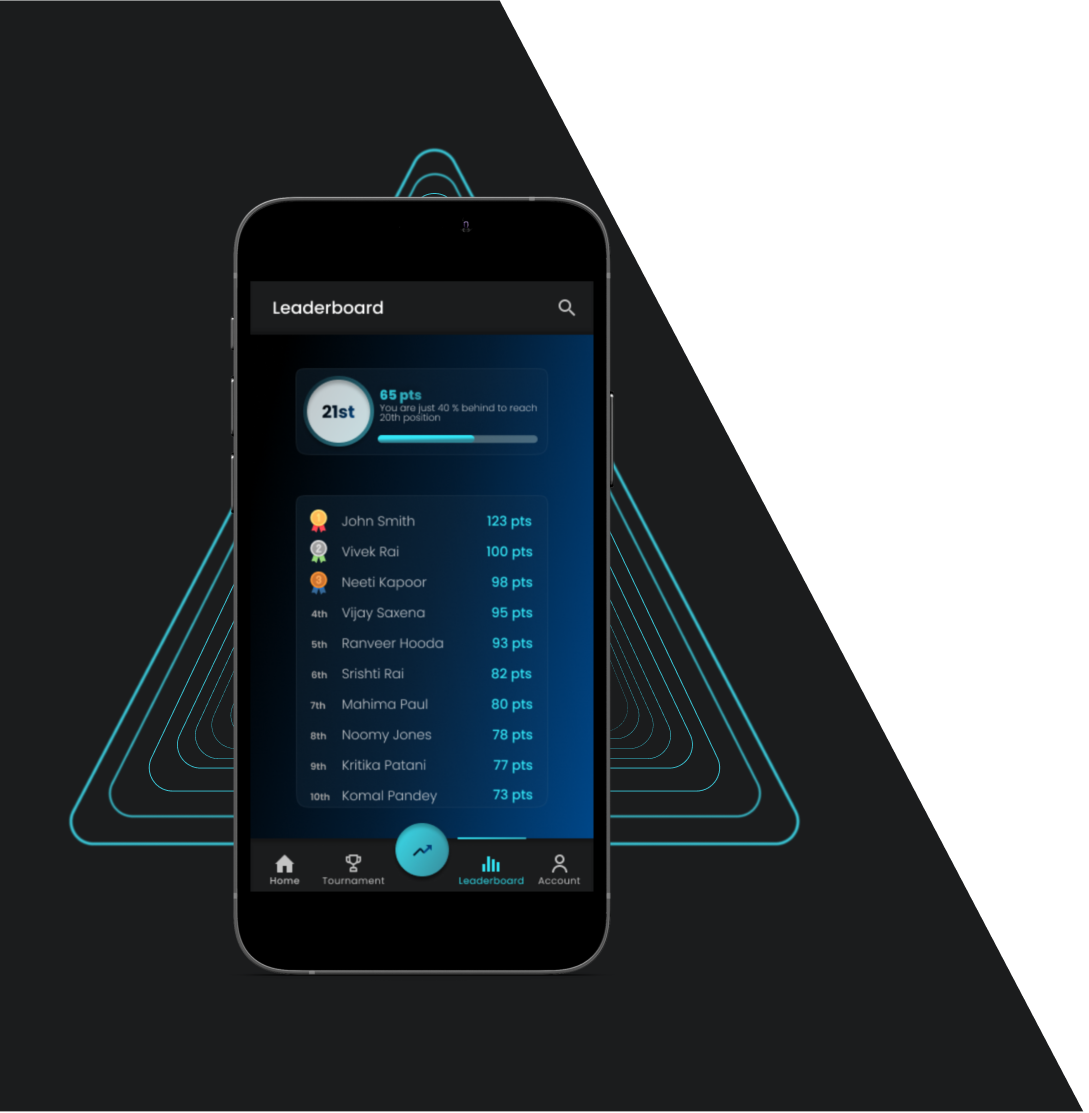 Leaderboard
21st
65 pts
You are just 40 % behind to reach
20th position
1 John Smith 123 pts
2 Vivek Rai 100 pts
3 Neeti Kapoor 98 pts
4th Vijay Saxena 95 pts
5th Ranveer Hooda 93 pts
6th Srishti Rai 82 pts
7th Mahima Paul 80 pts
8th Noomy Jones 78 pts
9th Kritika Patani 77 pts
10th Komal Pandey 73 pts
Home Tournament Leaderboard Account